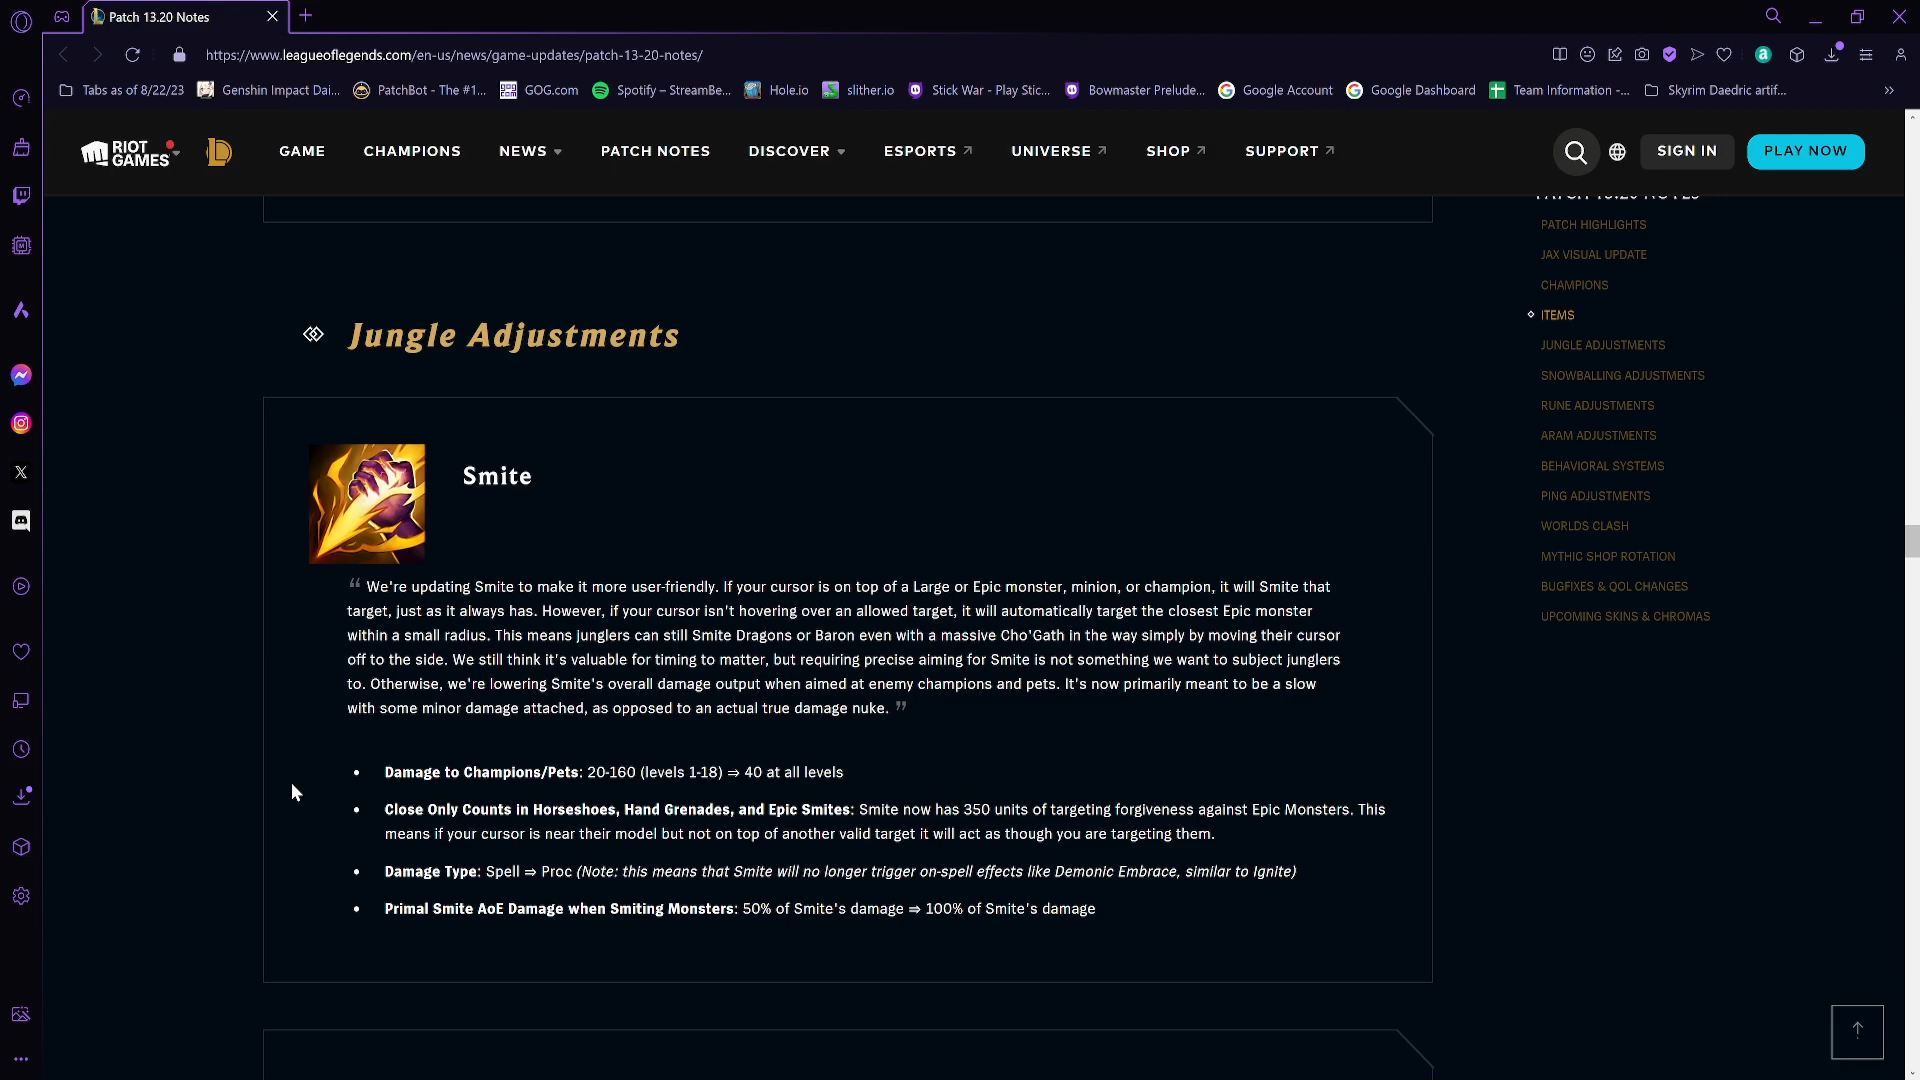 Patch 13.20 Notes
https://www.leagueoflegends.com/en-us/news/game-updates/patch-13-20-notes/
Tabs as of 8/22/23
Genshin Impact Dai...
PatchBot - The #1...
GOG.com
Spotify – StreamBe...
Hole.io
slither.io
Stick War - Play Stic...
Bowmaster Prelude...
Google Account
Google Dashboard
Team Information -...
Skyrim Daedric artif...
RIOT GAMES
GAME
CHAMPIONS
NEWS
PATCH NOTES
DISCOVER
ESPORTS
UNIVERSE
SHOP
SUPPORT
SIGN IN
PLAY NOW
PATCH 13.20 NOTES
PATCH HIGHLIGHTS
JAX VISUAL UPDATE
CHAMPIONS
ITEMS
JUNGLE ADJUSTMENTS
SNOWBALLING ADJUSTMENTS
RUNE ADJUSTMENTS
ARAM ADJUSTMENTS
BEHAVIORAL SYSTEMS
PING ADJUSTMENTS
WORLDS CLASH
MYTHIC SHOP ROTATION
BUGFIXES & QOL CHANGES
UPCOMING SKINS & CHROMAS
Jungle Adjustments
Smite
“ We're updating Smite to make it more user-friendly. If your cursor is on top of a Large or Epic monster, minion, or champion, it will Smite that
target, just as it always has. However, if your cursor isn't hovering over an allowed target, it will automatically target the closest Epic monster
within a small radius. This means junglers can still Smite Dragons or Baron even with a massive Cho'Gath in the way simply by moving their cursor
off to the side. We still think it's valuable for timing to matter, but requiring precise aiming for Smite is not something we want to subject junglers
to. Otherwise, we're lowering Smite's overall damage output when aimed at enemy champions and pets. It's now primarily meant to be a slow
with some minor damage attached, as opposed to an actual true damage nuke. ”
• Damage to Champions/Pets: 20-160 (levels 1-18) ⇒ 40 at all levels
• Close Only Counts in Horseshoes, Hand Grenades, and Epic Smites: Smite now has 350 units of targeting forgiveness against Epic Monsters. This
means if your cursor is near their model but not on top of another valid target it will act as though you are targeting them.
• Damage Type: Spell ⇒ Proc (Note: this means that Smite will no longer trigger on-spell effects like Demonic Embrace, similar to Ignite)
• Primal Smite AoE Damage when Smiting Monsters: 50% of Smite's damage ⇒ 100% of Smite's damage